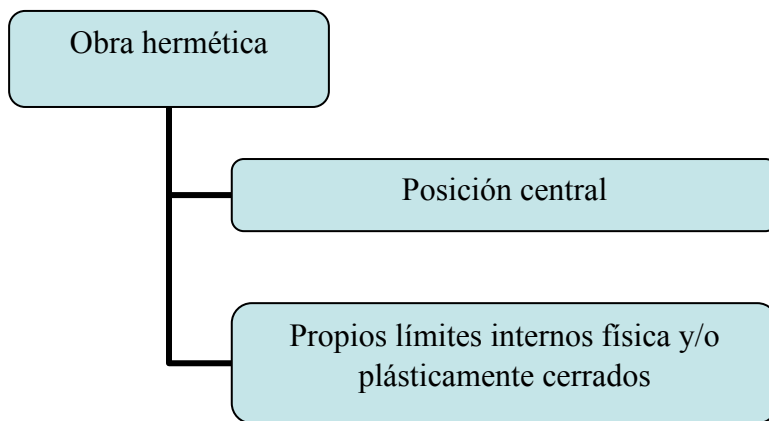 Obra hermética
Posición central
Propios límites internos física y/o
plásticamente cerrados